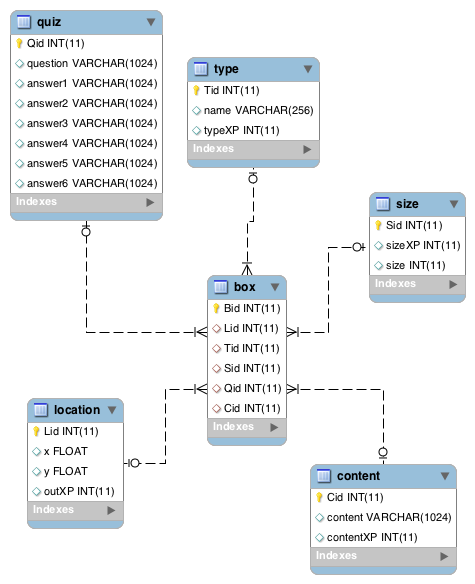 quiz
Qid INT(11)
question VARCHAR(1024)
answer1 VARCHAR(1024)
answer2 VARCHAR(1024)
answer3 VARCHAR(1024)
answer4 VARCHAR(1024)
answer5 VARCHAR(1024)
answer6 VARCHAR(1024)
Indexes
type
Tid INT(11)
name VARCHAR(256)
typeXP INT(11)
Indexes
size
Sid INT(11)
sizeXP INT(11)
size INT(11)
Indexes
box
Bid INT(11)
Lid INT(11)
Tid INT(11)
Sid INT(11)
Qid INT(11)
Cid INT(11)
Indexes
location
Lid INT(11)
x FLOAT
y FLOAT
outXP INT(11)
Indexes
content
Cid INT(11)
content VARCHAR(1024)
contentXP INT(11)
Indexes